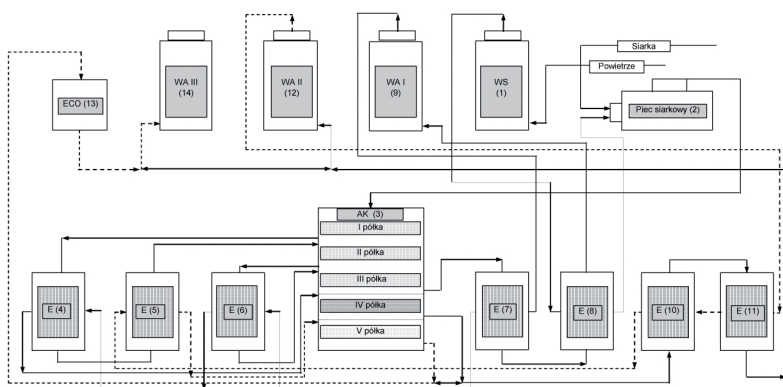 Siarka
Powietrze
ECO (13)
WA III
(14)
WA II
(12)
WA I
(9)
WS
(1)
Piec siarkowy (2)
AK (3)
I półka
II półka
III półka
IV półka
V półka
E (4)
E (5)
E (6)
E (7)
E (8)
E (10)
E (11)